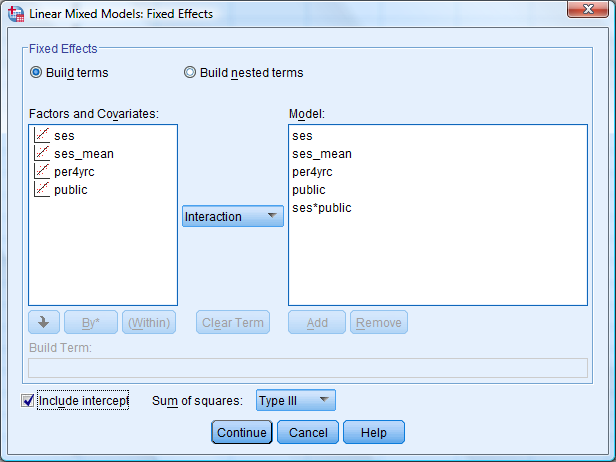 Linear Mixed Models: Fixed Effects
Fixed Effects
Build terms
Build nested terms
Factors and Covariates:
Model:
ses
ses_mean
per4yrc
public
Interaction
ses
ses_mean
per4yrc
public
ses*public
By*
(Within)
Clear Term
Add
Remove
Build Term:
Include intercept
Sum of squares:
Type III
Continue
Cancel
Help